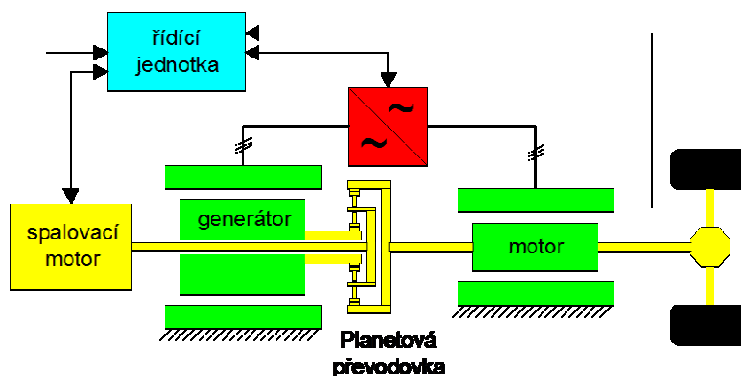 řídící
jednotka
~
~
generátor
spalovací
motor
motor
Planetová
převodovka